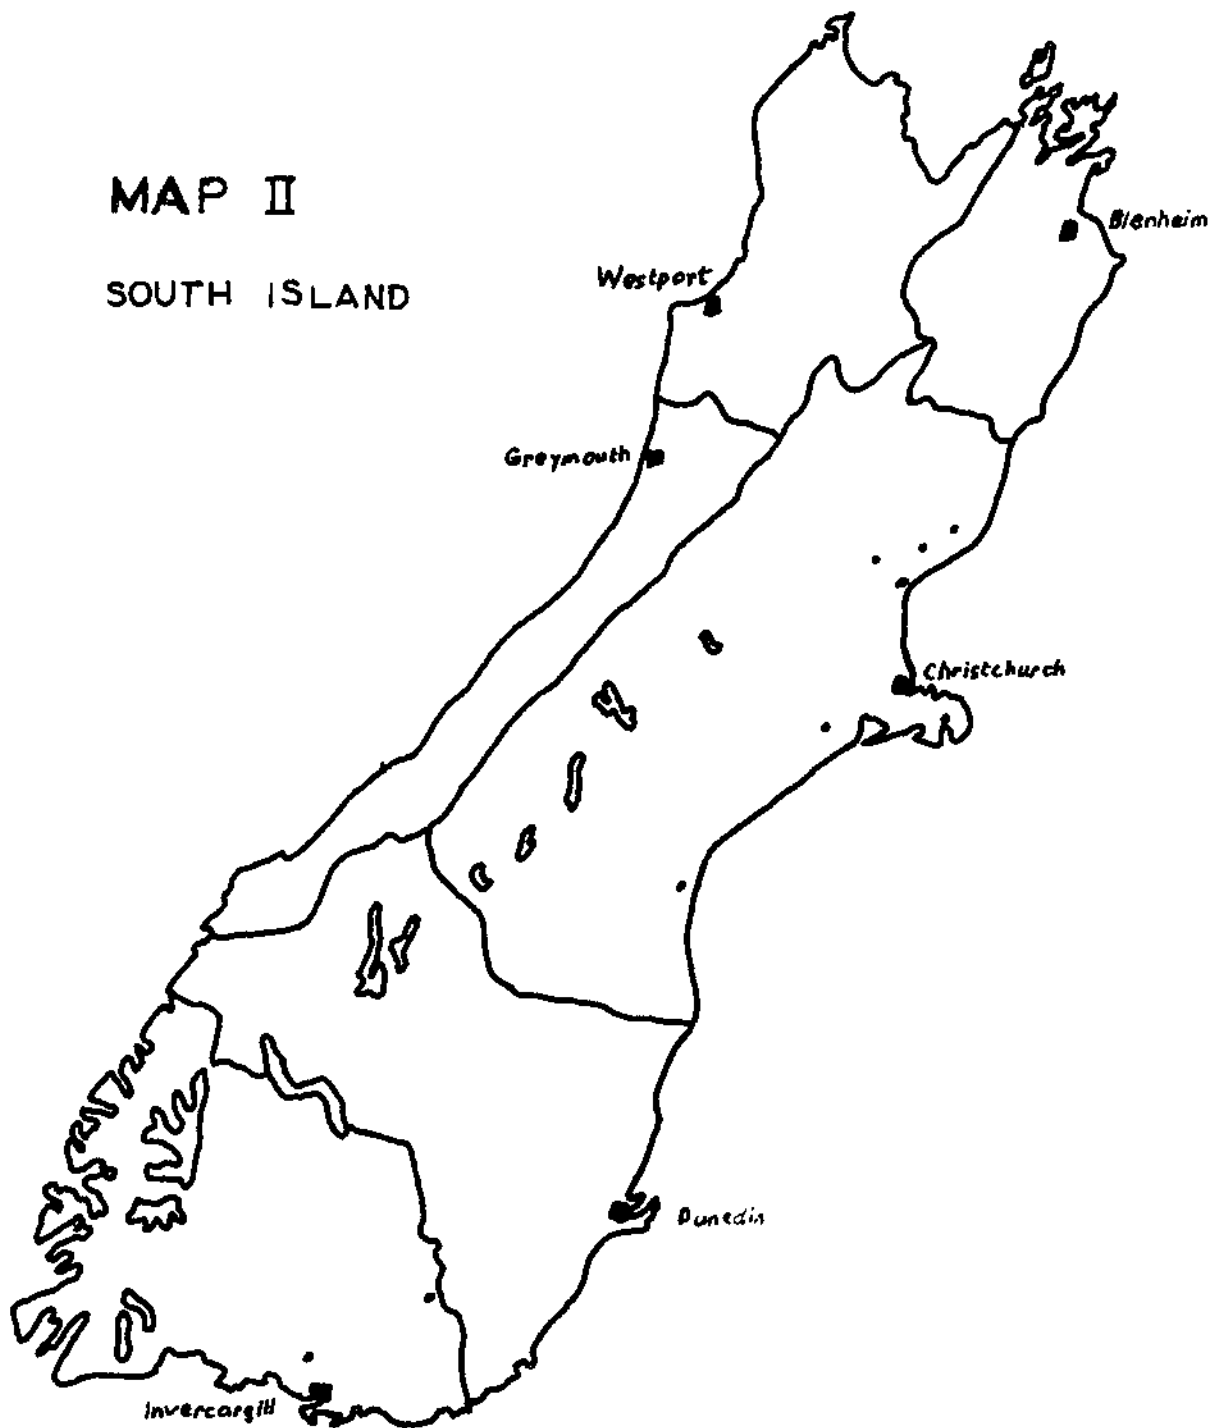 MAP II
SOUTH ISLAND
Blenheim
Westport
Greymouth
Christchurch
Dunedin
Invercargill